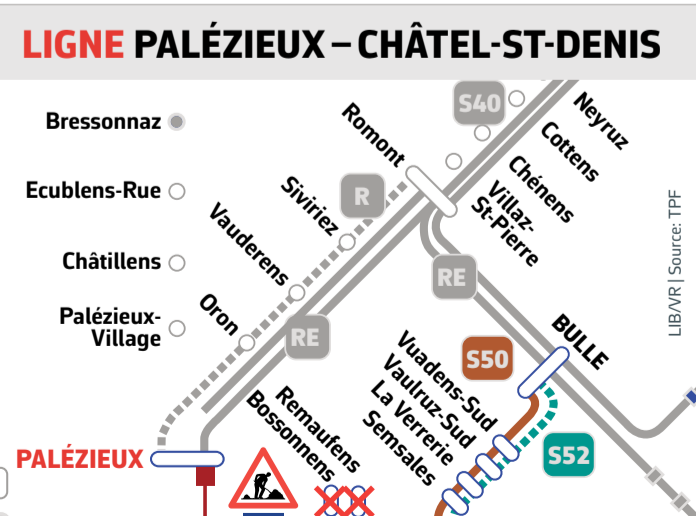 LIGNE PALÉZIEUX – CHÂTEL-ST-DENIS
S40
Neyruz
Cottens
Chénens
Villaz-
St-Pierre
Romont
Bressonnaz
Ecublens-Rue
R
Siviriez
Vauderens
Châtillens
Oron
Palézieux-
Village
RE
RE
BULLE
S50
Vuadens-Sud
Vaulruz-Sud
La Verrerie
Semsales
S52
Remaufens
Bossonnens
PALÉZIEUX
LIB/VR | Source: TPF